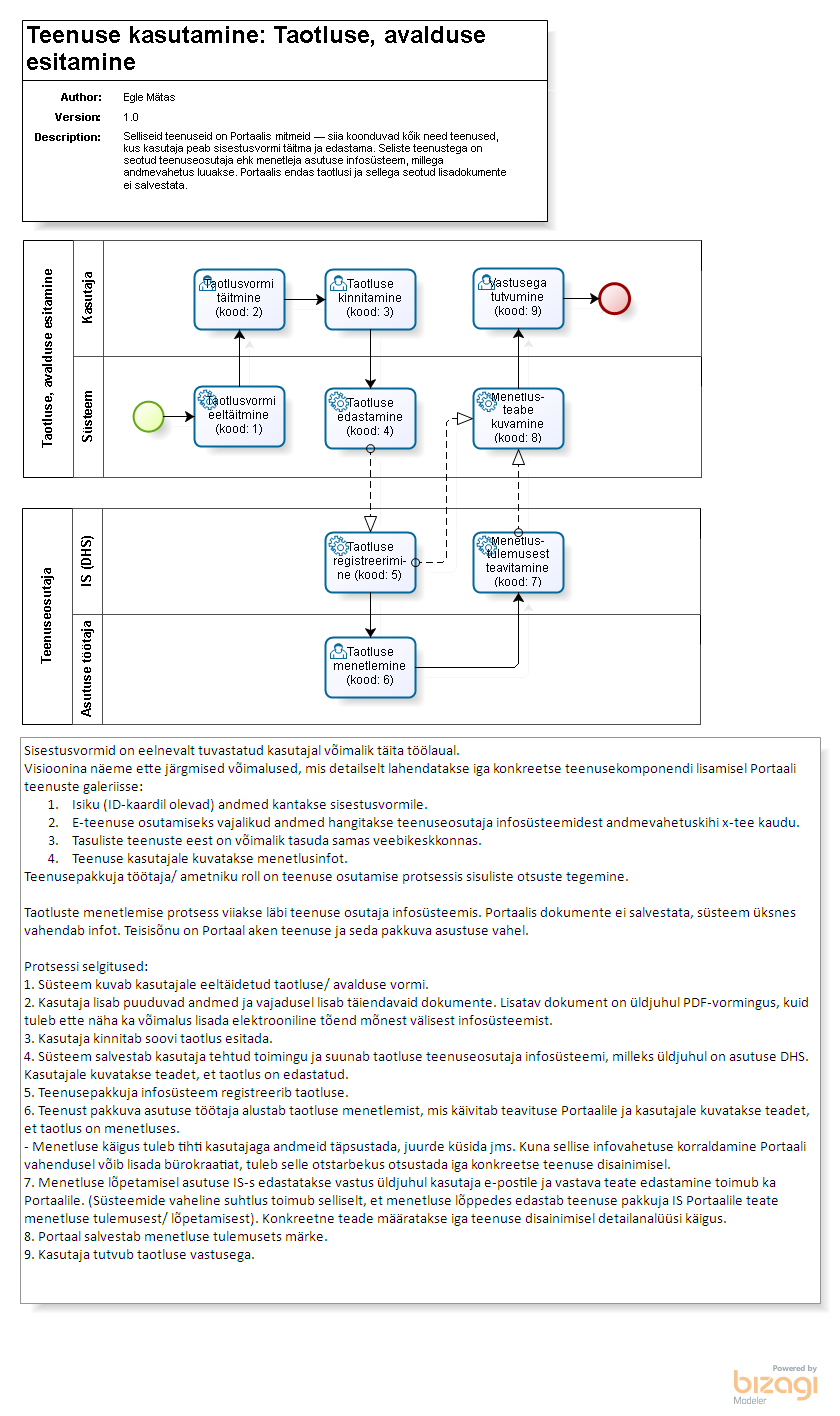 Teenuse kasutamine: Taotluse, avalduse
esitamine
Author: Egle Mätas
Version: 1.0
Description: Selliseid teenuseid on Portaalis mitmeid — siia koonduvad kõik need teenused,
kus kasutaja peab sisestusvormi täitma ja edastama. Seliste teenustega on
seotud teenuseosutaja ehk menetleja asutuse infosüsteem, millega
andmevahetus luuakse. Portaalis endas taotlusi ja sellega seotud lisadokumente
ei salvestata.
Taotluse, avalduse esitamine
Kasutaja
Taotlusvormi
täitmine
(kood: 2)
Taotluse
kinnitamine
(kood: 3)
Vastusega
tutvumine
(kood: 9)
Süsteem
Taotlusvormi
eeltäitmine
(kood: 1)
Taotluse
edastamine
(kood: 4)
Menetlus-
teabe
kuvamine
(kood: 8)
Teenuseosutaja
IS (DHS)
Taotluse
registreerimi-
ne (kood: 5)
Menetlus-
tulemusest
teavitamine
(kood: 7)
Asutuse töötaja
Taotluse
menetlemine
(kood: 6)
Sisestusvormid on eelnevalt tuvastatud kasutajal võimalik täita töölaual.
Visioonina näeme ette järgmised võimalused, mis detailselt lahendatakse iga konkreetse teenusekomponendi lisamisel Portaali
teenuste galeriisse:
1. Isiku (ID-kaardil olevad) andmed kantakse sisestusvormile.
2. E-teenuse osutamiseks vajalikud andmed hangitakse teenuseosutaja infosüsteemidest andmevahetuskihi x-tee kaudu.
3. Tasuliste teenuste eest on võimalik tasuda samas veebikeskkonnas.
4. Teenuse kasutajale kuvatakse menetlusinfot.
Teenusepakkuja töötaja/ ametniku roll on teenuse osutamise protsessis sisuliste otsuste tegemine.
Taotluste menetlemise protsess viiakse läbi teenuse osutaja infosüsteemis. Portaalis dokumente ei salvestata, süsteem üksnes
vahendab infot. Teisisõnu on Portaal aken teenuse ja seda pakkuva asustuse vahel.
Protsessi selgitused:
1. Süsteem kuvab kasutajale eeltäidetud taotluse/ avalduse vormi.
2. Kasutaja lisab puuduvad andmed ja vajadusel lisab täiendavaid dokumente. Lisatav dokument on üldjuhul PDF-vormingus, kuid
tuleb ette näha ka võimalus lisada elektrooniline tõend mõnest välisest infosüsteemist.
3. Kasutaja kinnitab soovi taotlus esitada.
4. Süsteem salvestab kasutaja tehtud toimingu ja suunab taotluse teenuseosutaja infosüsteemi, milleks üldjuhul on asutuse DHS.
Kasutajale kuvatakse teadet, et taotlus on edastatud.
5. Teenusepakkuja infosüsteem registreerib taotluse.
6. Teenust pakkuva asutuse töötaja alustab taotluse menetlemist, mis käivitab teavituse Portaalile ja kasutajale kuvatakse teadet,
et taotlus on menetluses.
- Menetluse käigus tuleb tihti kasutajaga andmeid täpsustada, juurde küsida jms. Kuna sellise infovahetuse korraldamine Portaali
vahendusel võib lisada bürokraatiat, tuleb selle otstarbekus otsustada iga konkreetse teenuse disainimisel.
7. Menetluse lõpetamisel asutuse IS-s edastatakse vastus üldjuhul kasutaja e-postile ja vastava teate edastamine toimub ka
Portaalile. (Süsteemide vaheline suhtlus toimub selliselt, et menetluse lõppedes edastab teenuse pakkuja IS Portaalile teate
menetluse tulemusest/ lõpetamisest). Konkreetne teade määratakse iga teenuse disainimisel detailanalüüsi käigus.
8. Portaal salvestab menetluse tulemusets märke.
9. Kasutaja tutvub taotluse vastusega.
Powered by
bizagi
Modeler